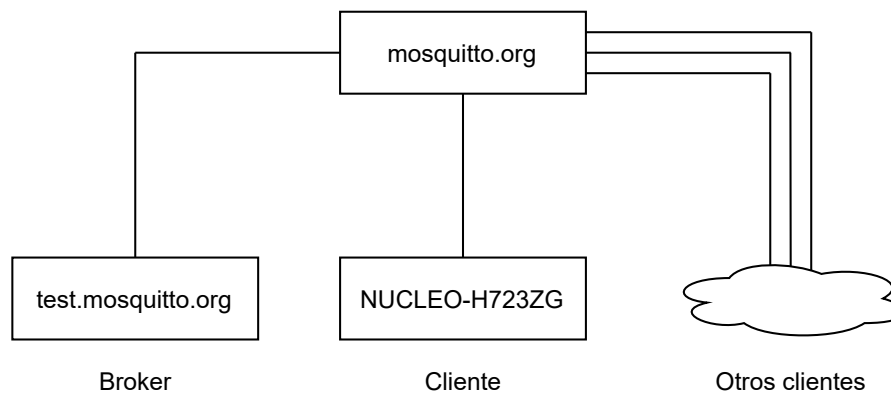 mosquitto.org
test.mosquitto.org
NUCLEO-H723ZG
Broker
Cliente
Otros clientes